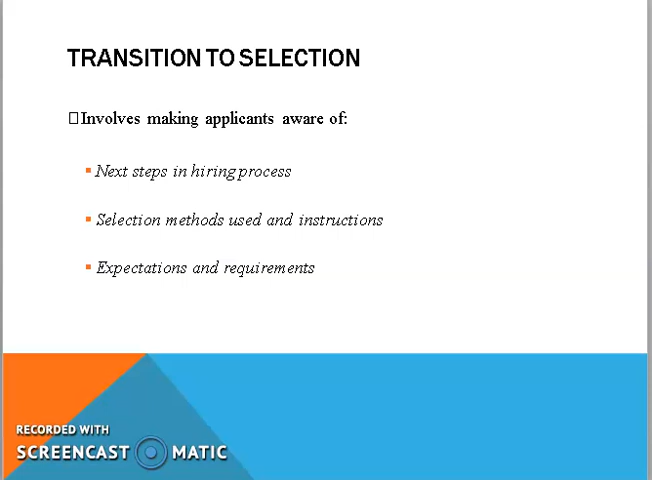 TRANSITION TO SELECTION
Involves making applicants aware of:
Next steps in hiring process
Selection methods used and instructions
Expectations and requirements
RECORDED WITH
SCREENCAST MATIC